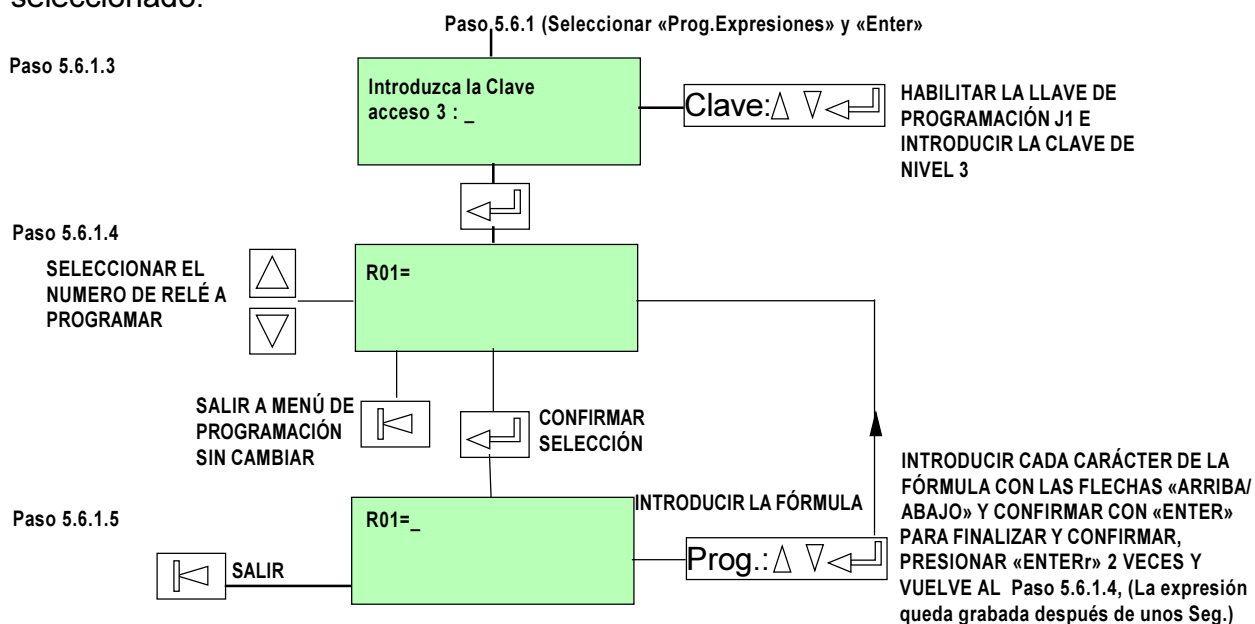 seleccionado.
Paso 5.6.1 (Seleccionar «Prog.Expresiones» y «Enter»
Paso 5.6.1.3
Introduzca la Clave
acceso 3 : _
Clave:
HABILITAR LA LLAVE DE
PROGRAMACIÓN J1 E
INTRODUCIR LA CLAVE DE
NIVEL 3
Paso 5.6.1.4
SELECCIONAR EL
NUMERO DE RELÉ A
PROGRAMAR
R01=
SALIR A MENÚ DE
PROGRAMACIÓN
SIN CAMBIAR
CONFIRMAR
SELECCIÓN
Paso 5.6.1.5
R01=_
SALIR
INTRODUCIR LA FÓRMULA
Prog.:
INTRODUCIR CADA CARÁCTER DE LA
FÓRMULA CON LAS FLECHAS «ARRIBA/
ABAJO» Y CONFIRMAR CON «ENTER»
PARA FINALIZAR Y CONFIRMAR,
PRESIONAR «ENTERr» 2 VECES Y
VUELVE AL Paso 5.6.1.4, (La expresión
queda grabada después de unos Seg.)